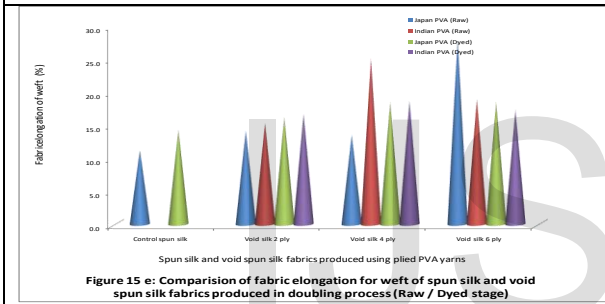 Japan PVA (Raw)
Indian PVA (Raw)
Japan PVA (Dyed)
Indian PVA (Dyed)
Fabric elongation of weft (%)
30.0
25.0
20.0
15.0
10.0
5.0
0.0
Control spun silk
Void silk 2 ply
Void silk 4 ply
Void silk 6 ply
Spun silk and void spun silk fabrics produced using plied PVA yarns
Figure 15 e: Comparision of fabric elongation for weft of spun silk and void
spun silk fabrics produced in doubling process (Raw / Dyed stage)
IJS